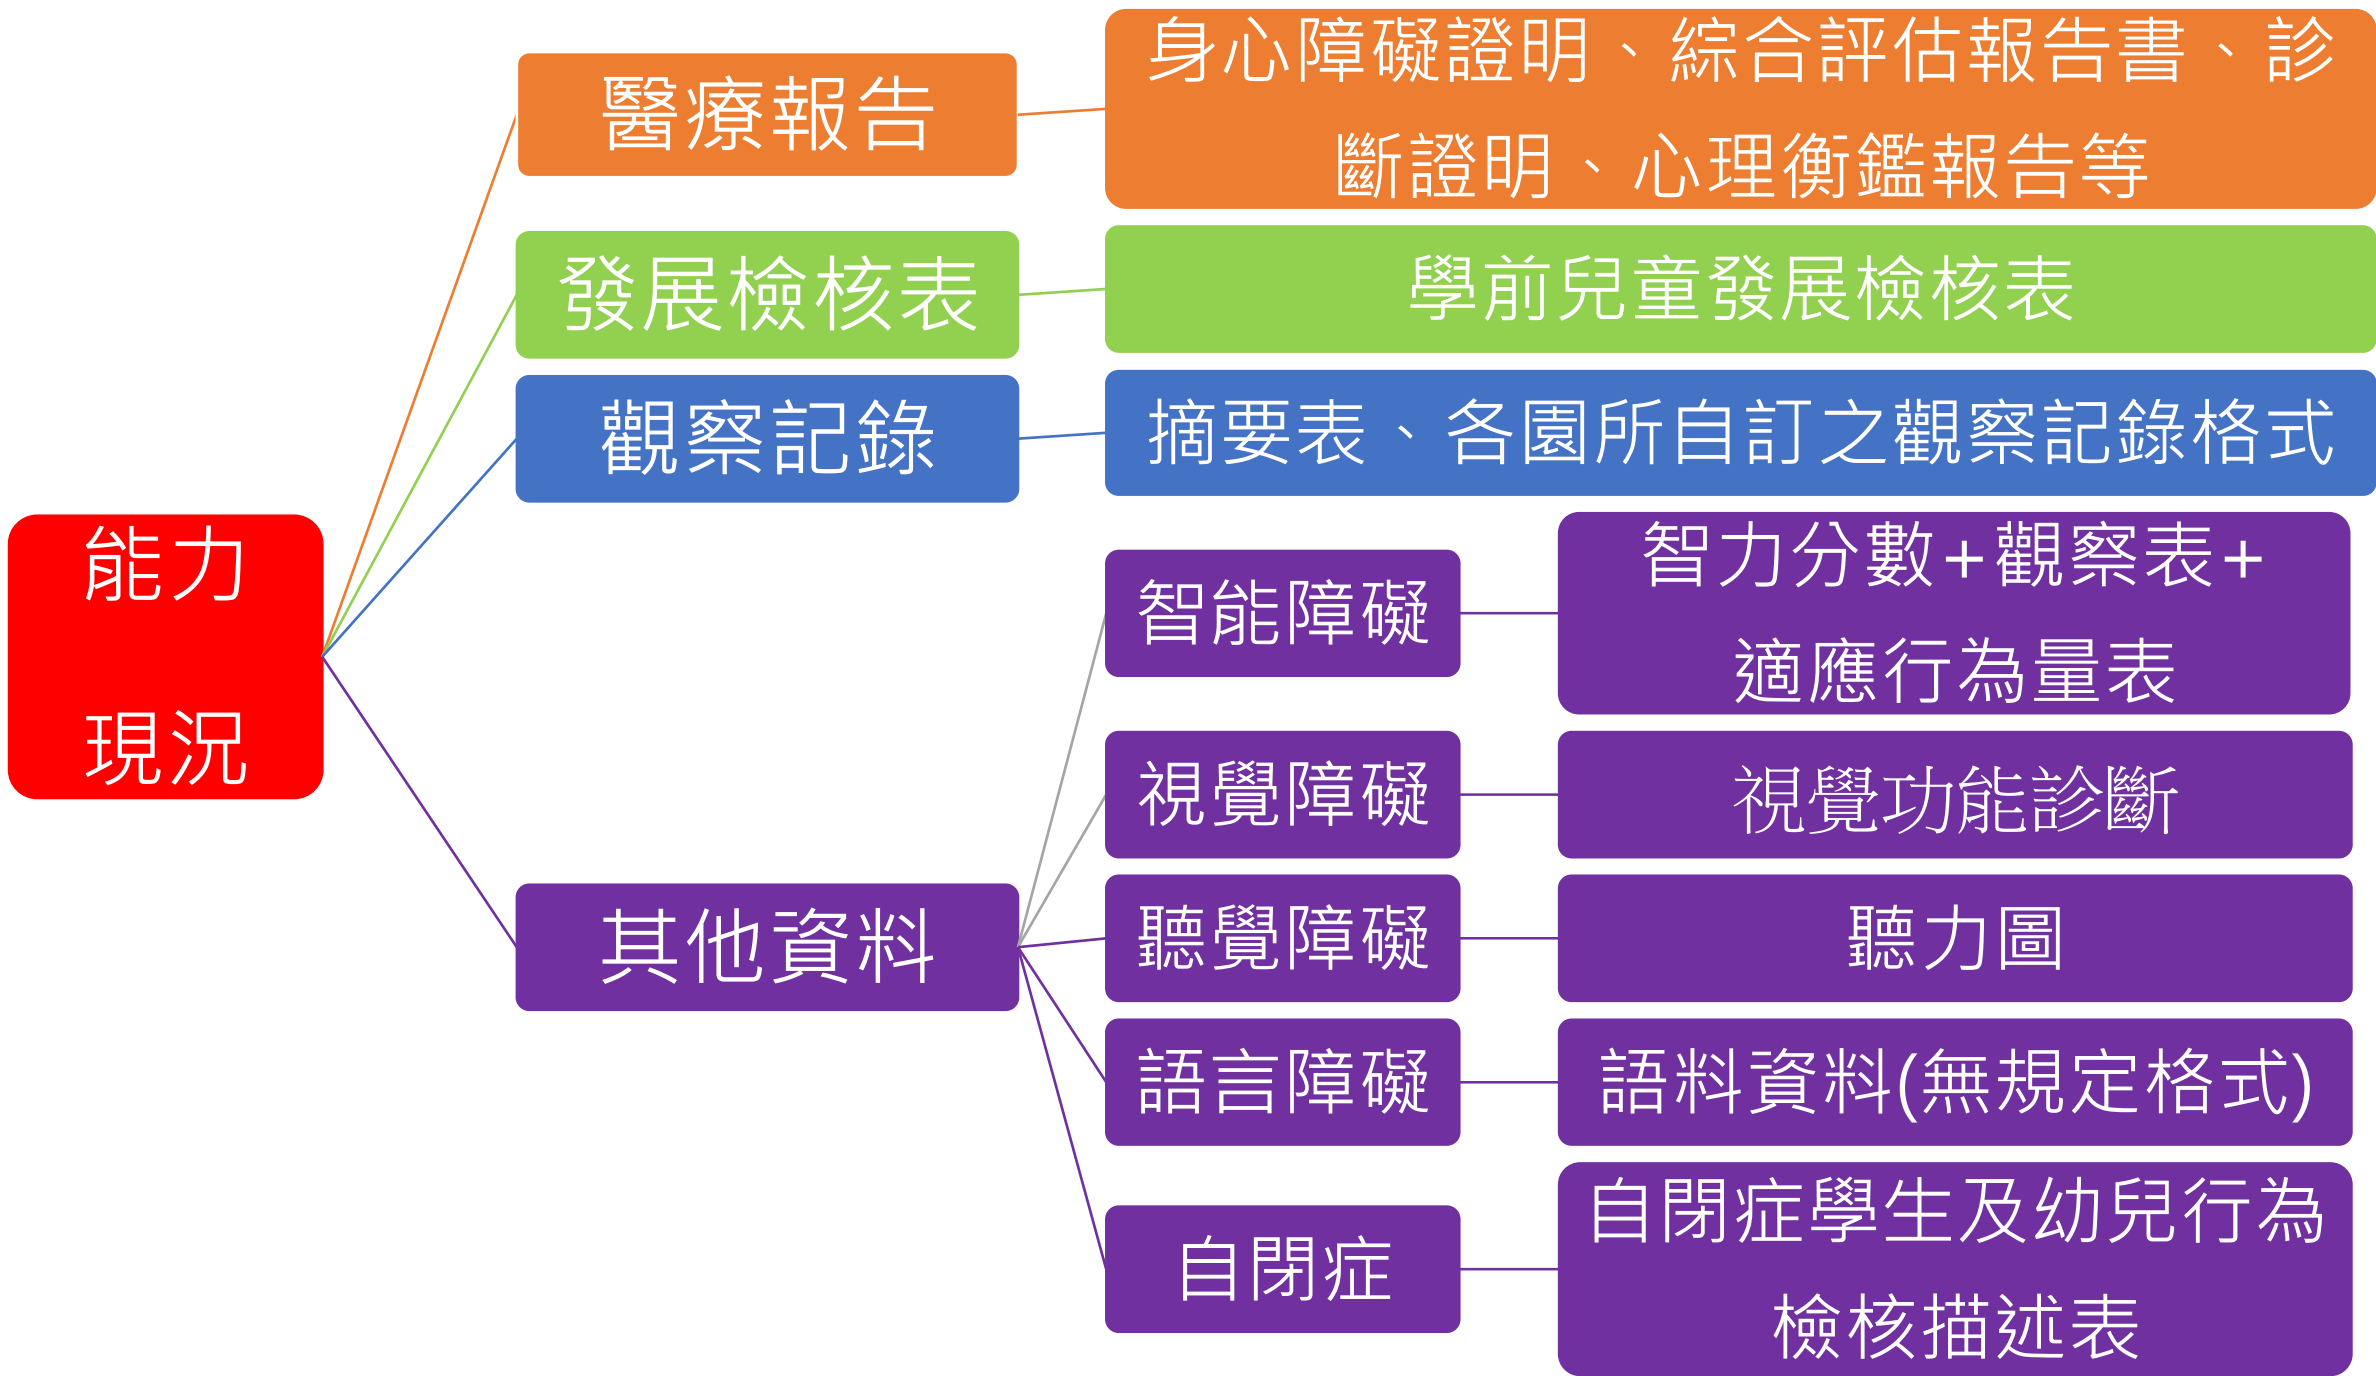 能力
現況
醫療報告
身心障礙證明、綜合評估報告書、診
斷證明、心理衡鑑報告等
發展檢核表
學前兒童發展檢核表
觀察記錄
摘要表、各園所自訂之觀察記錄格式
其他資料
智能障礙
智力分數+觀察表+
適應行為量表
視覺障礙
視覺功能診斷
聽覺障礙
聽力圖
語言障礙
語料資料(無規定格式)
自閉症
自閉症學生及幼兒行為
檢核描述表